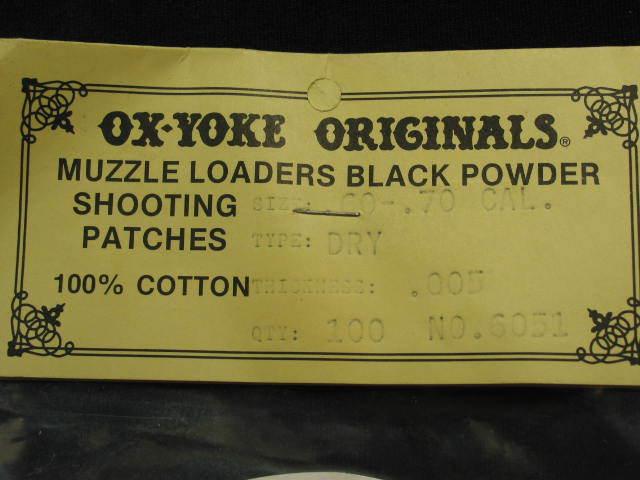 OX-YOKE ORIGINALS®
MUZZLE LOADERS BLACK POWDER
SHOOTING SIZE: .60-.70 CAL.
PATCHES TYPE: DRY
100% COTTON THICKNESS: .005
QTY: 100 NO.6051